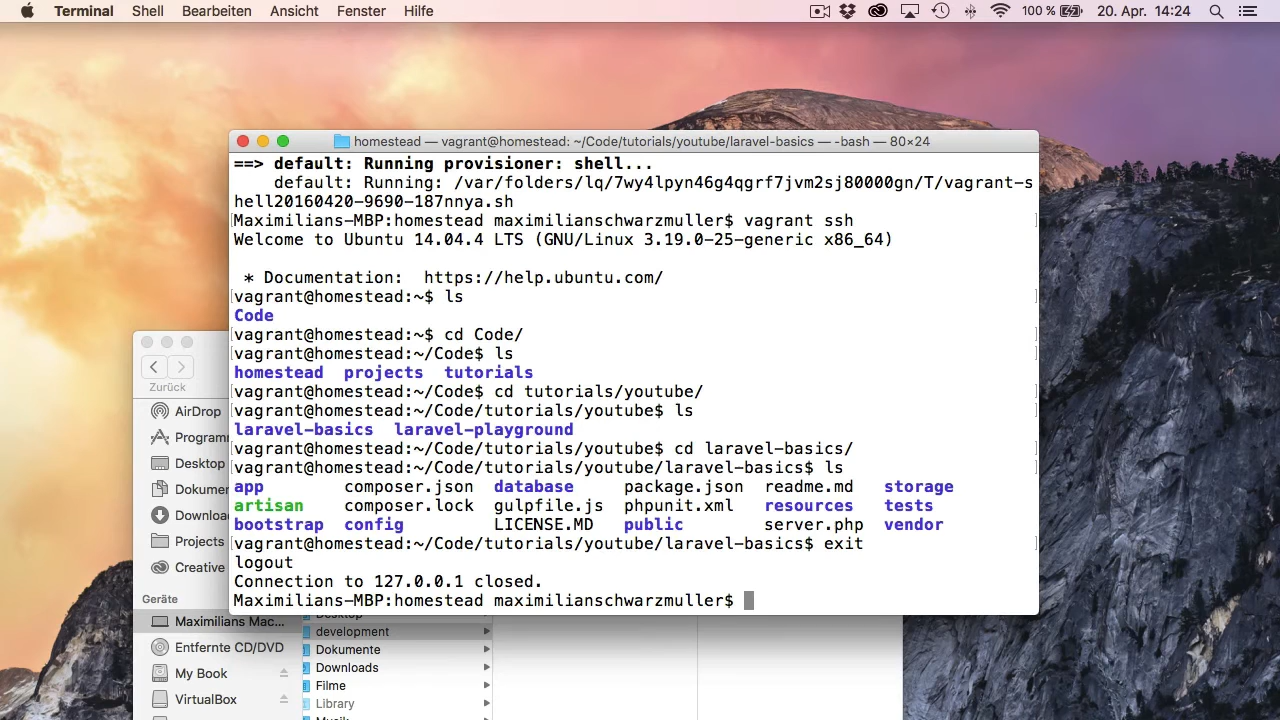 Terminal Shell Bearbeiten Ansicht Fenster Hilfe 100 % 20. Apr. 14:24
homestead — vagrant@homestead: ~/Code/tutorials/youtube/laravel-basics — -bash — 80×24
==> default: Running provisioner: shell...
default: Running: /var/folders/lq/7wy4lpyn46g4qgrf7jvm2sj80000gn/T/vagrant-s
hell20160420-9690-187nnya.sh
[Maximilians-MBP:homestead maximilianschwarzmuller$ vagrant ssh ]
Welcome to Ubuntu 14.04.4 LTS (GNU/Linux 3.19.0-25-generic x86_64)
* Documentation: https://help.ubuntu.com/
[vagrant@homestead:~$ ls ]
Code
[vagrant@homestead:~$ cd Code/ ]
[vagrant@homestead:~/Code$ ls ]
homestead projects tutorials
[vagrant@homestead:~/Code$ cd tutorials/youtube/ ]
[vagrant@homestead:~/Code/tutorials/youtube$ ls ]
laravel-basics laravel-playground
[vagrant@homestead:~/Code/tutorials/youtube$ cd laravel-basics/ ]
[vagrant@homestead:~/Code/tutorials/youtube/laravel-basics$ ls ]
app composer.json database package.json readme.md storage
artisan composer.lock gulpfile.js phpunit.xml resources tests
bootstrap config LICENSE.MD public server.php vendor
[vagrant@homestead:~/Code/tutorials/youtube/laravel-basics$ exit ]
logout
Connection to 127.0.0.1 closed.
Maximilians-MBP:homestead maximilianschwarzmuller$
Zurück
AirDrop
Programm
Desktop
Dokumen
Downloa
Projects
Creative
Geräte
Maximilians Mac...
Entfernte CD/DVD
My Book
VirtualBox
Desktop
development
Dokumente
Downloads
Filme
Library